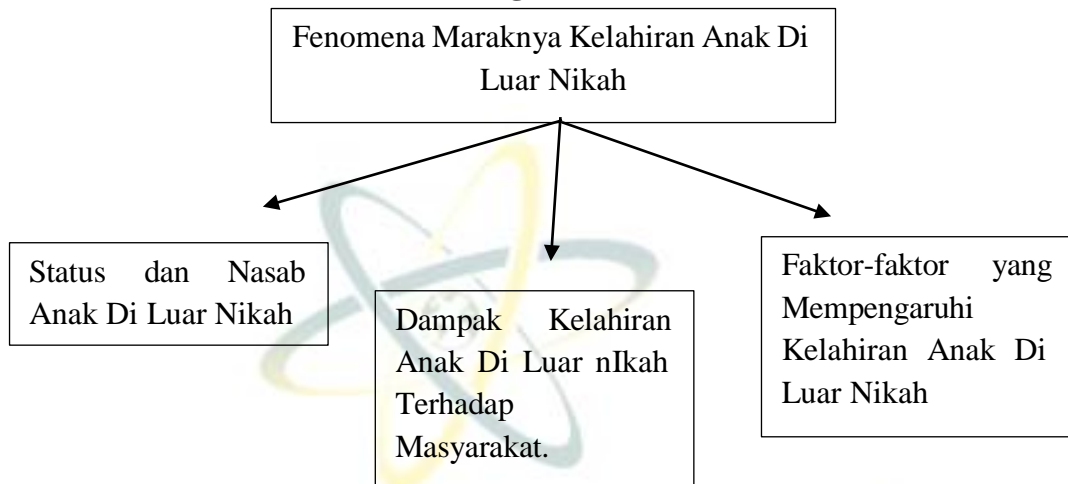 Fenomena Maraknya Kelahiran Anak Di
Luar Nikah
Status dan Nasab
Anak Di Luar Nikah
Dampak Kelahiran
Anak Di Luar nIkah
Terhadap
Masyarakat.
Faktor-faktor yang
Mempengaruhi
Kelahiran Anak Di
Luar Nikah